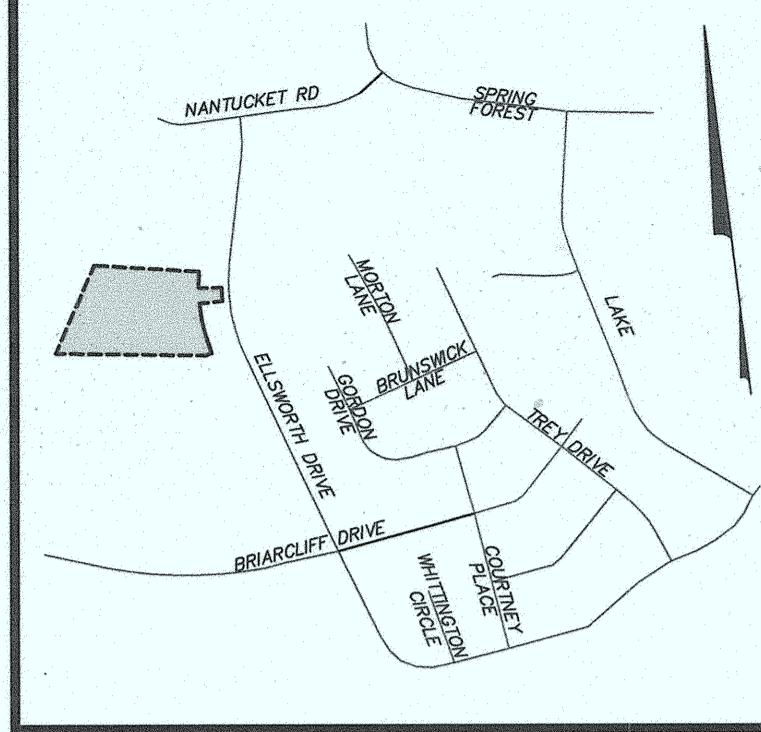 NANTUCKET RD
SPRING
FOREST
MORTON
LANE
LAKE
BRUNSWICK
LANE
GORDON
DRIVE
ELLSWORTH DRIVE
TREY DRIVE
BRIARCLIFF DRIVE
COURTNEY
PLACE
WHITTINGTON
CIRCLE